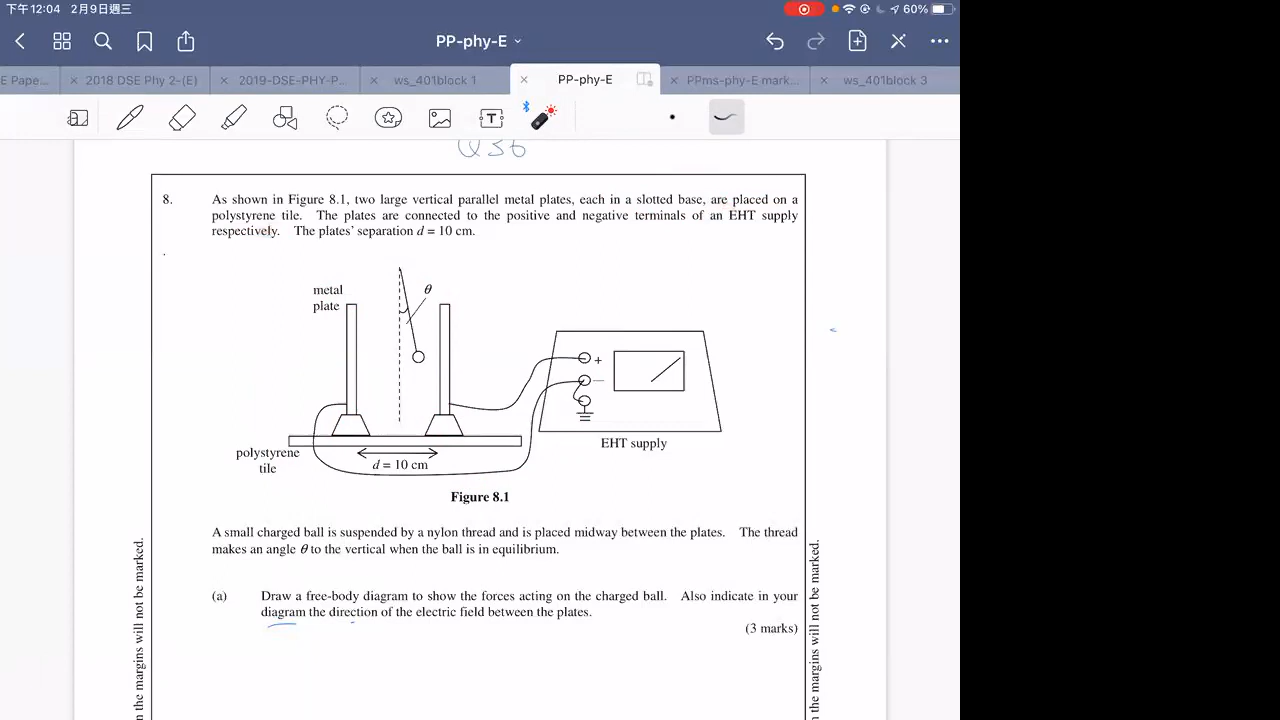 下午12:04 2月9日週三
60%
PP-phy-E
E Pape... × 2018 DSE Phy 2-(E) × 2019-DSE-PHY-P... × ws_401block 1 × PP-phy-E × PPms-phy-E mark... × ws_401block 3
Q36
8. As shown in Figure 8.1, two large vertical parallel metal plates, each in a slotted base, are placed on a
polystyrene tile. The plates are connected to the positive and negative terminals of an EHT supply
respectively. The plates' separation d = 10 cm.
metal
plate
θ
+
−
EHT supply
polystyrene
tile
d = 10 cm
Figure 8.1
A small charged ball is suspended by a nylon thread and is placed midway between the plates. The thread
makes an angle θ to the vertical when the ball is in equilibrium.
(a) Draw a free-body diagram to show the forces acting on the charged ball. Also indicate in your
diagram the direction of the electric field between the plates.
(3 marks)
n the margins will not be marked.
n the margins will not be marked.